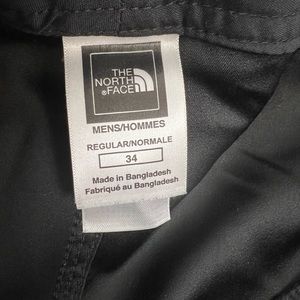 THE
NORTH
FACE
MENS/HOMMES
REGULAR/NORMALE
34
Made in Bangladesh
Fabriqué au Bangladesh